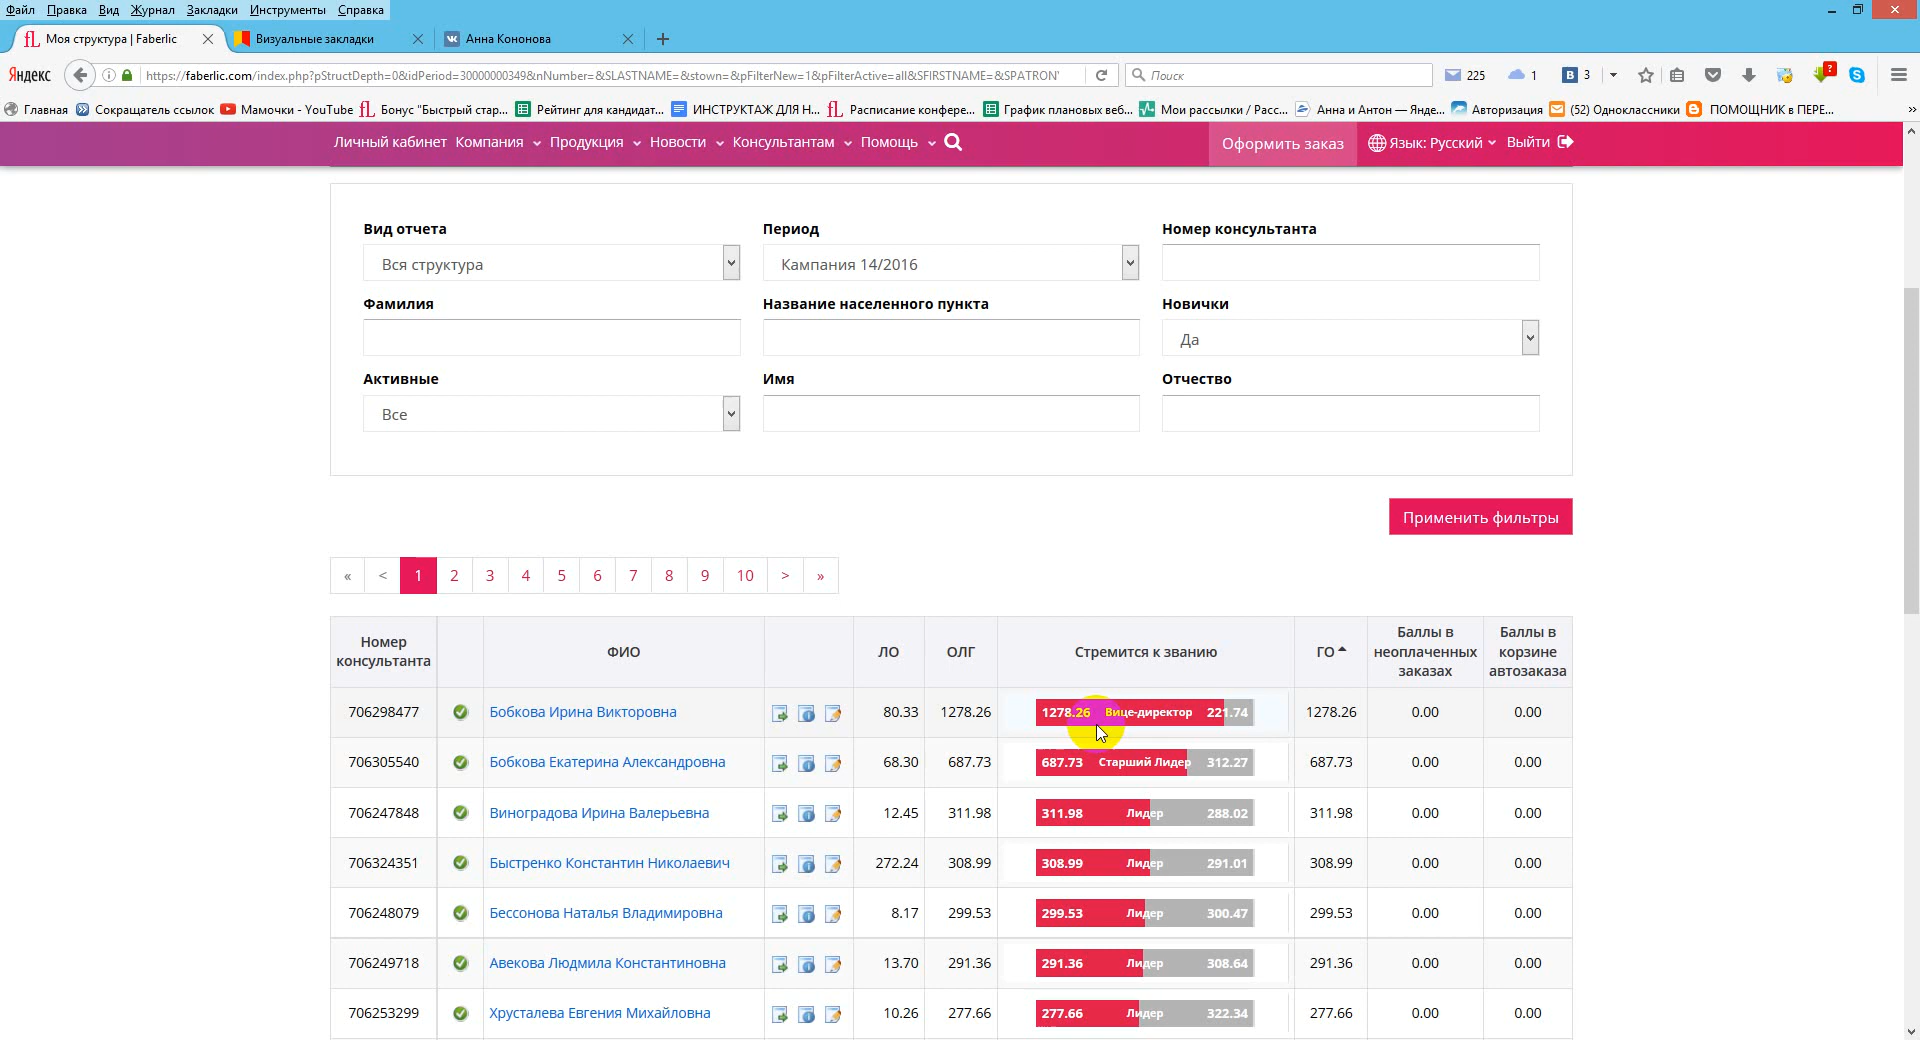 Файл Правка Вид Журнал Закладки Инструменты Справка
Моя структура | Faberlic
Визуальные закладки
Анна Кононова
Яндекс
https://faberlic.com/index.php?pStructDepth=0&idPeriod=30000000349&nNumber=&SLASTNAME=&stown=&pFilterNew=1&pFilterActive=all&SFIRSTNAME=&SPATRON'
Поиск
225
1
3
Главная
Сокращатель ссылок
Мамочки - YouTube
Бонус "Быстрый стар...
Рейтинг для кандидат...
ИНСТРУКТАЖ ДЛЯ Н...
Расписание конфере...
График плановых веб...
Мои рассылки / Расс...
Анна и Антон — Янде...
Авторизация
(52) Одноклассники
ПОМОЩНИК в ПЕРЕ...
Личный кабинет Компания Продукция Новости Консультантам Помощь
Оформить заказ
Язык: Русский
Выйти
Вид отчета Период Номер консультанта
Вся структура Кампания 14/2016
Фамилия Название населенного пункта Новички
Да
Активные Имя Отчество
Все
Применить фильтры
« < 1 2 3 4 5 6 7 8 9 10 > »
Номер консультанта ФИО ЛО ОЛГ Стремится к званию ГО Баллы в неоплаченных заказах Баллы в корзине автозаказа
706298477 Бобкова Ирина Викторовна 80.33 1278.26 1278.26 Вице-директор 221.74 1278.26 0.00 0.00
706305540 Бобкова Екатерина Александровна 68.30 687.73 687.73 Старший Лидер 312.27 687.73 0.00 0.00
706247848 Виноградова Ирина Валерьевна 12.45 311.98 311.98 Лидер 288.02 311.98 0.00 0.00
706324351 Быстренко Константин Николаевич 272.24 308.99 308.99 Лидер 291.01 308.99 0.00 0.00
706248079 Бессонова Наталья Владимировна 8.17 299.53 299.53 Лидер 300.47 299.53 0.00 0.00
706249718 Авекова Людмила Константиновна 13.70 291.36 291.36 Лидер 308.64 291.36 0.00 0.00
706253299 Хрусталева Евгения Михайловна 10.26 277.66 277.66 Лидер 322.34 277.66 0.00 0.00